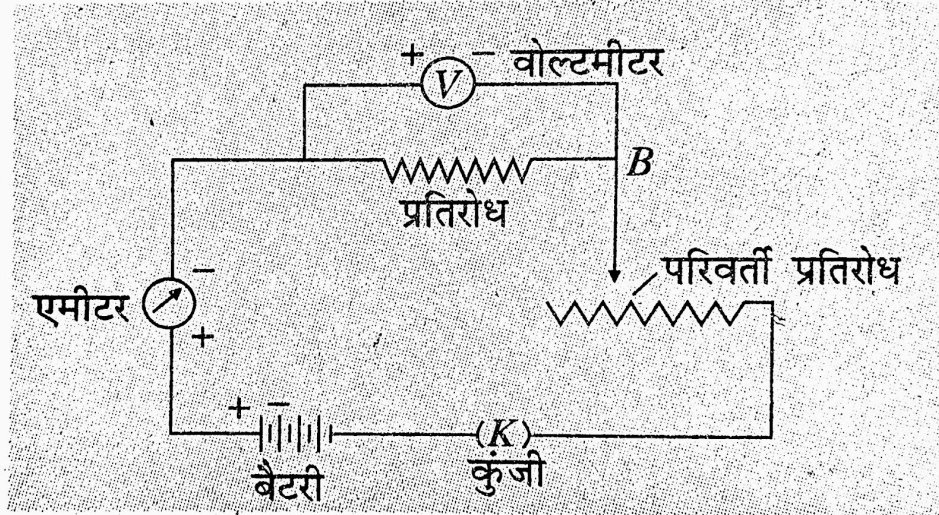 + − वोल्टमीटर
V
B
प्रतिरोध
परिवर्ती प्रतिरोध
−
एमीटर
+
+ −
(K)
बैटरी
कुंजी